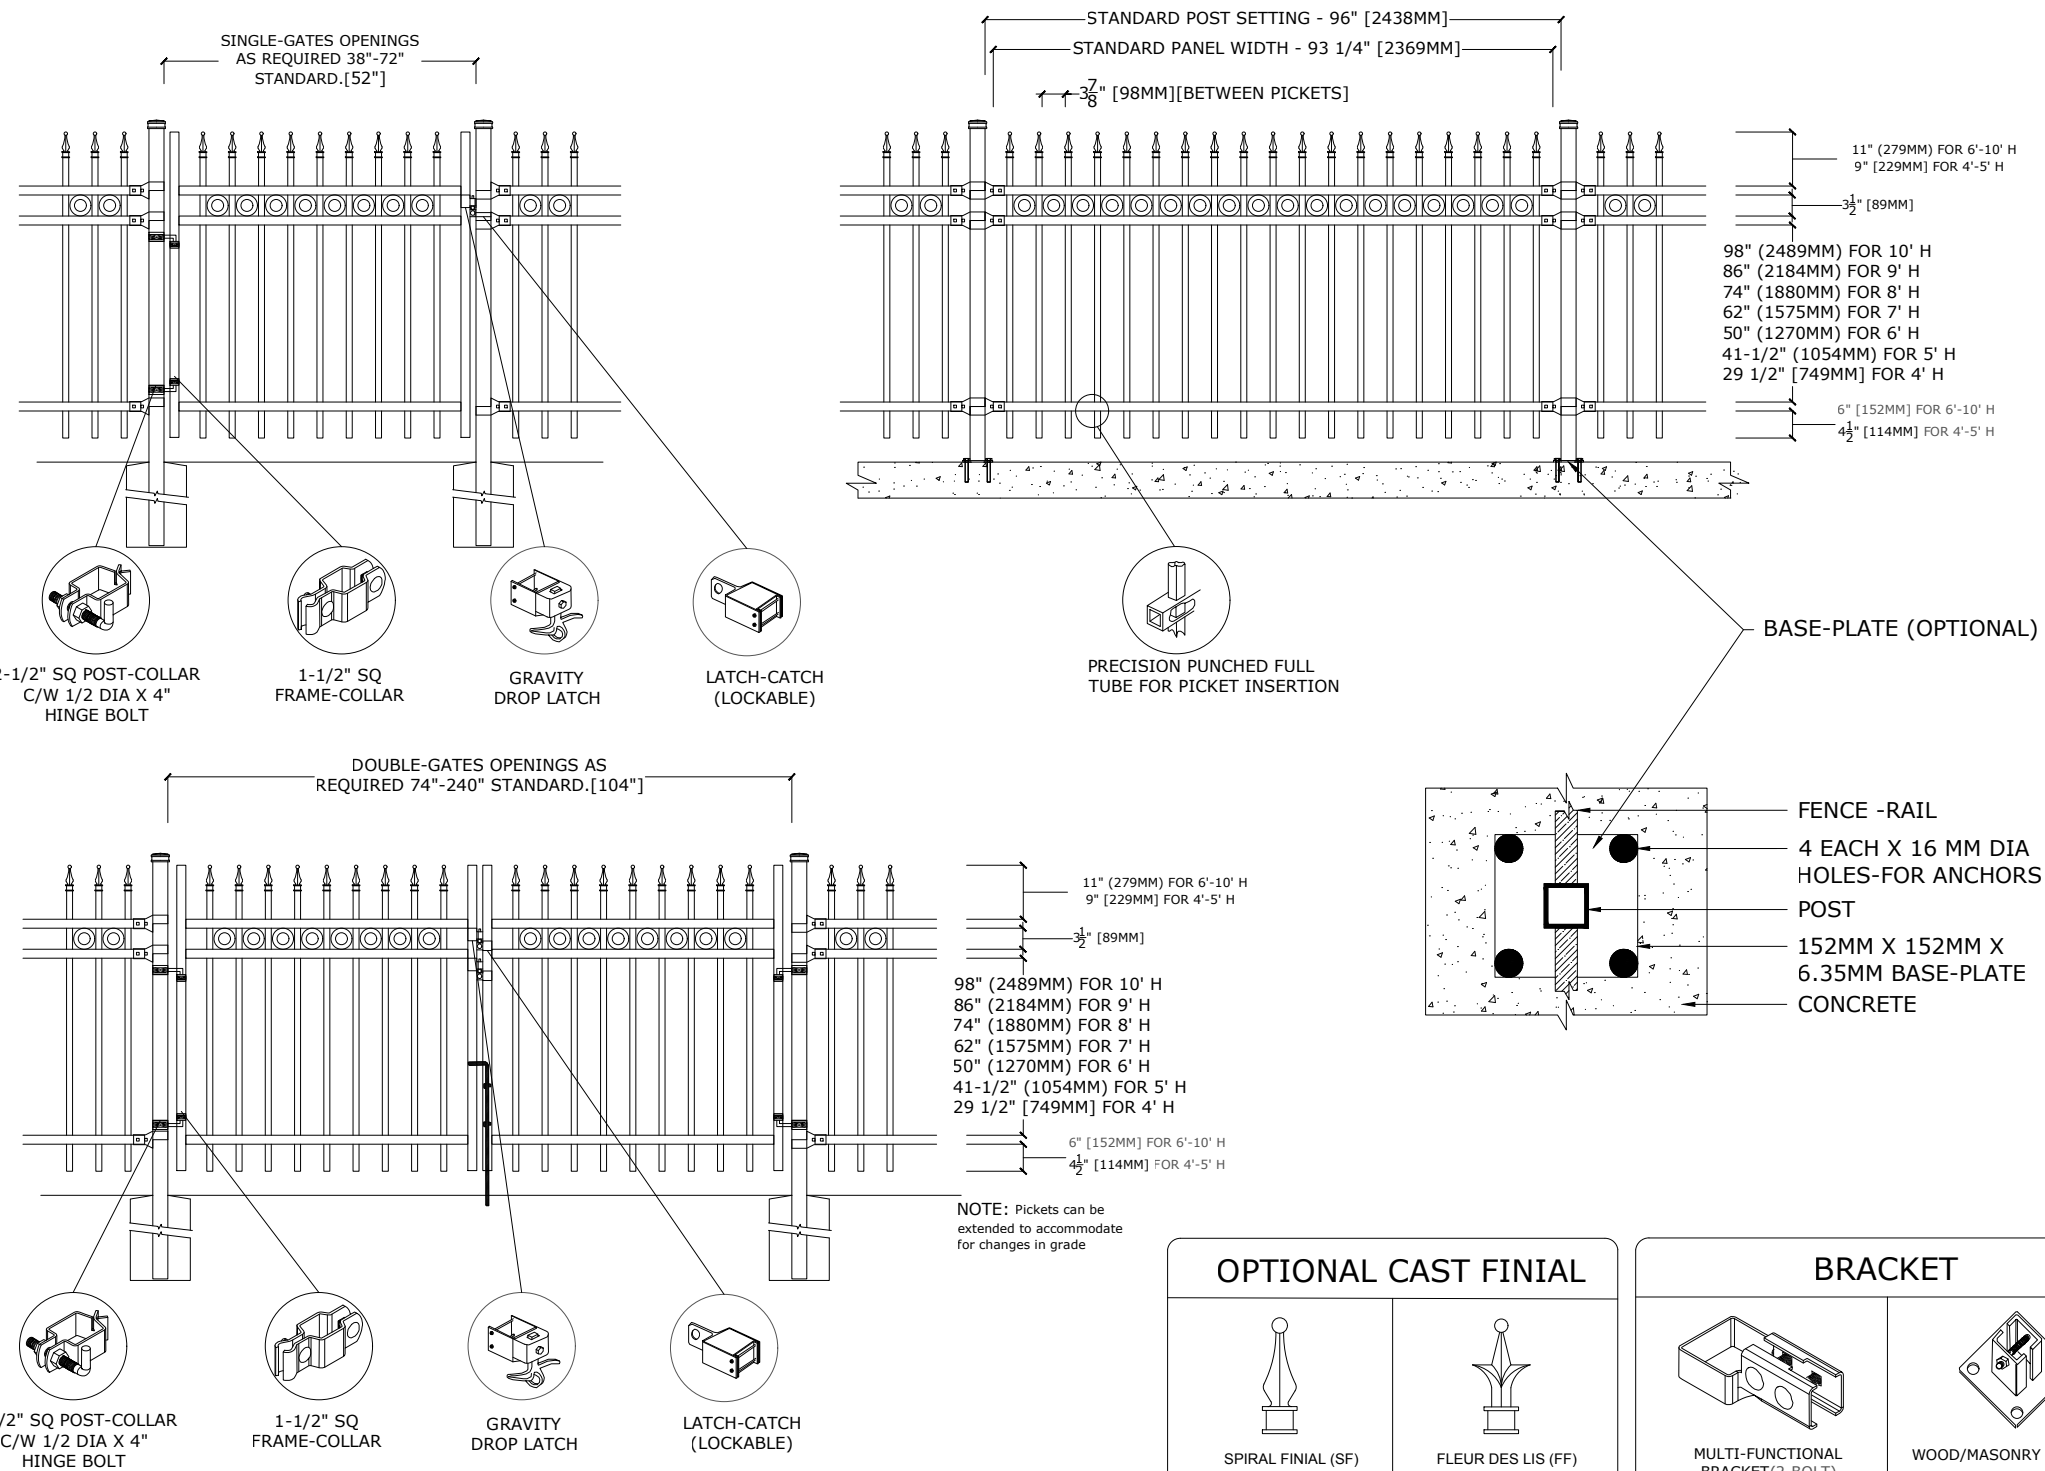 SINGLE-GATES OPENINGS
AS REQUIRED 38"-72"
STANDARD.[52"]
STANDARD POST SETTING - 96" [2438MM]
STANDARD PANEL WIDTH - 93 1/4" [2369MM]
3 7/8" [98MM][BETWEEN PICKETS]
11" (279MM) FOR 6'-10' H
9" [229MM] FOR 4'-5' H
3 1/2" [89MM]
98" (2489MM) FOR 10' H
86" (2184MM) FOR 9' H
74" (1880MM) FOR 8' H
62" (1575MM) FOR 7' H
50" (1270MM) FOR 6' H
41-1/2" (1054MM) FOR 5' H
29 1/2" [749MM] FOR 4' H
6" [152MM] FOR 6'-10' H
4 1/2" [114MM] FOR 4'-5' H
2-1/2" SQ POST-COLLAR
C/W 1/2 DIA X 4"
HINGE BOLT
1-1/2" SQ
FRAME-COLLAR
GRAVITY
DROP LATCH
LATCH-CATCH
(LOCKABLE)
PRECISION PUNCHED FULL
TUBE FOR PICKET INSERTION
BASE-PLATE (OPTIONAL)
DOUBLE-GATES OPENINGS AS
REQUIRED 74"-240" STANDARD.[104"]
11" (279MM) FOR 6'-10' H
9" [229MM] FOR 4'-5' H
3 1/2" [89MM]
98" (2489MM) FOR 10' H
86" (2184MM) FOR 9' H
74" (1880MM) FOR 8' H
62" (1575MM) FOR 7' H
50" (1270MM) FOR 6' H
41-1/2" (1054MM) FOR 5' H
29 1/2" [749MM] FOR 4' H
6" [152MM] FOR 6'-10' H
4 1/2" [114MM] FOR 4'-5' H
NOTE: Pickets can be
extended to accommodate
for changes in grade
FENCE -RAIL
4 EACH X 16 MM DIA
HOLES-FOR ANCHORS
POST
152MM X 152MM X
6.35MM BASE-PLATE
CONCRETE
/2" SQ POST-COLLAR
C/W 1/2 DIA X 4"
HINGE BOLT
1-1/2" SQ
FRAME-COLLAR
GRAVITY
DROP LATCH
LATCH-CATCH
(LOCKABLE)
OPTIONAL CAST FINIAL
SPIRAL FINIAL (SF)
FLEUR DES LIS (FF)
BRACKET
MULTI-FUNCTIONAL
BRACKET(2-BOLT)
WOOD/MASONRY